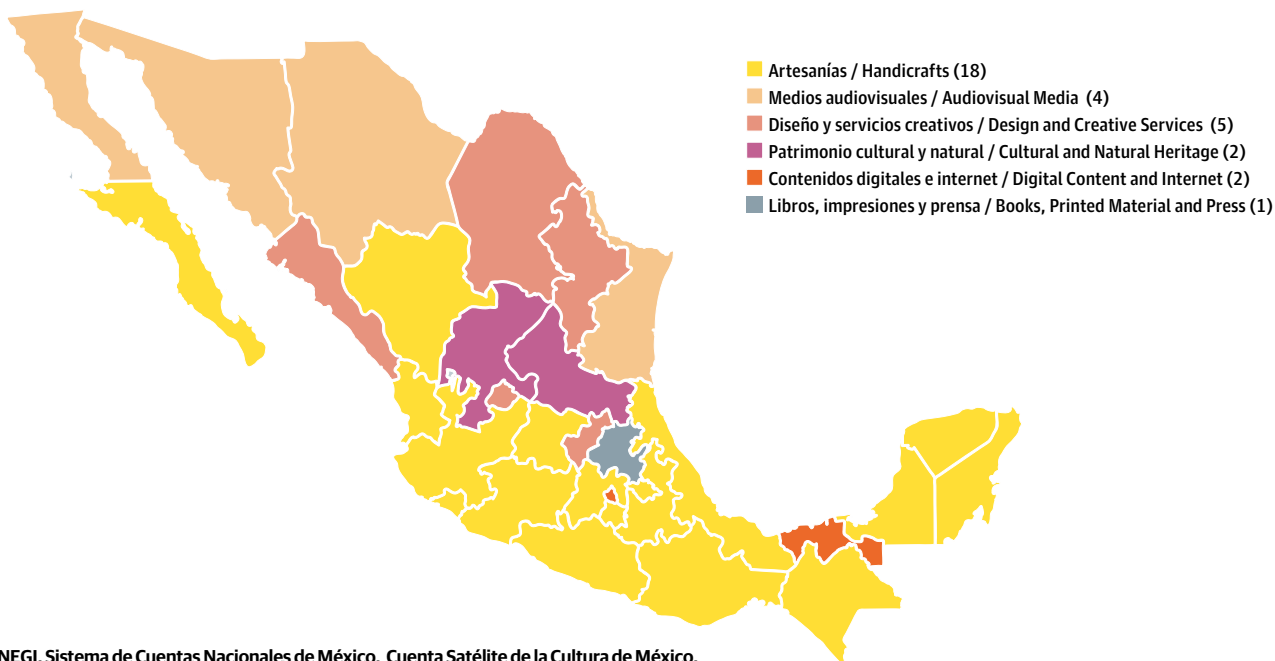 Artesanías / Handicrafts (18)
Medios audiovisuales / Audiovisual Media (4)
Diseño y servicios creativos / Design and Creative Services (5)
Patrimonio cultural y natural / Cultural and Natural Heritage (2)
Contenidos digitales e internet / Digital Content and Internet (2)
Libros, impresiones y prensa / Books, Printed Material and Press (1)
NEGI. Sistema de Cuentas Nacionales de México. Cuenta Satélite de la Cultura de México.